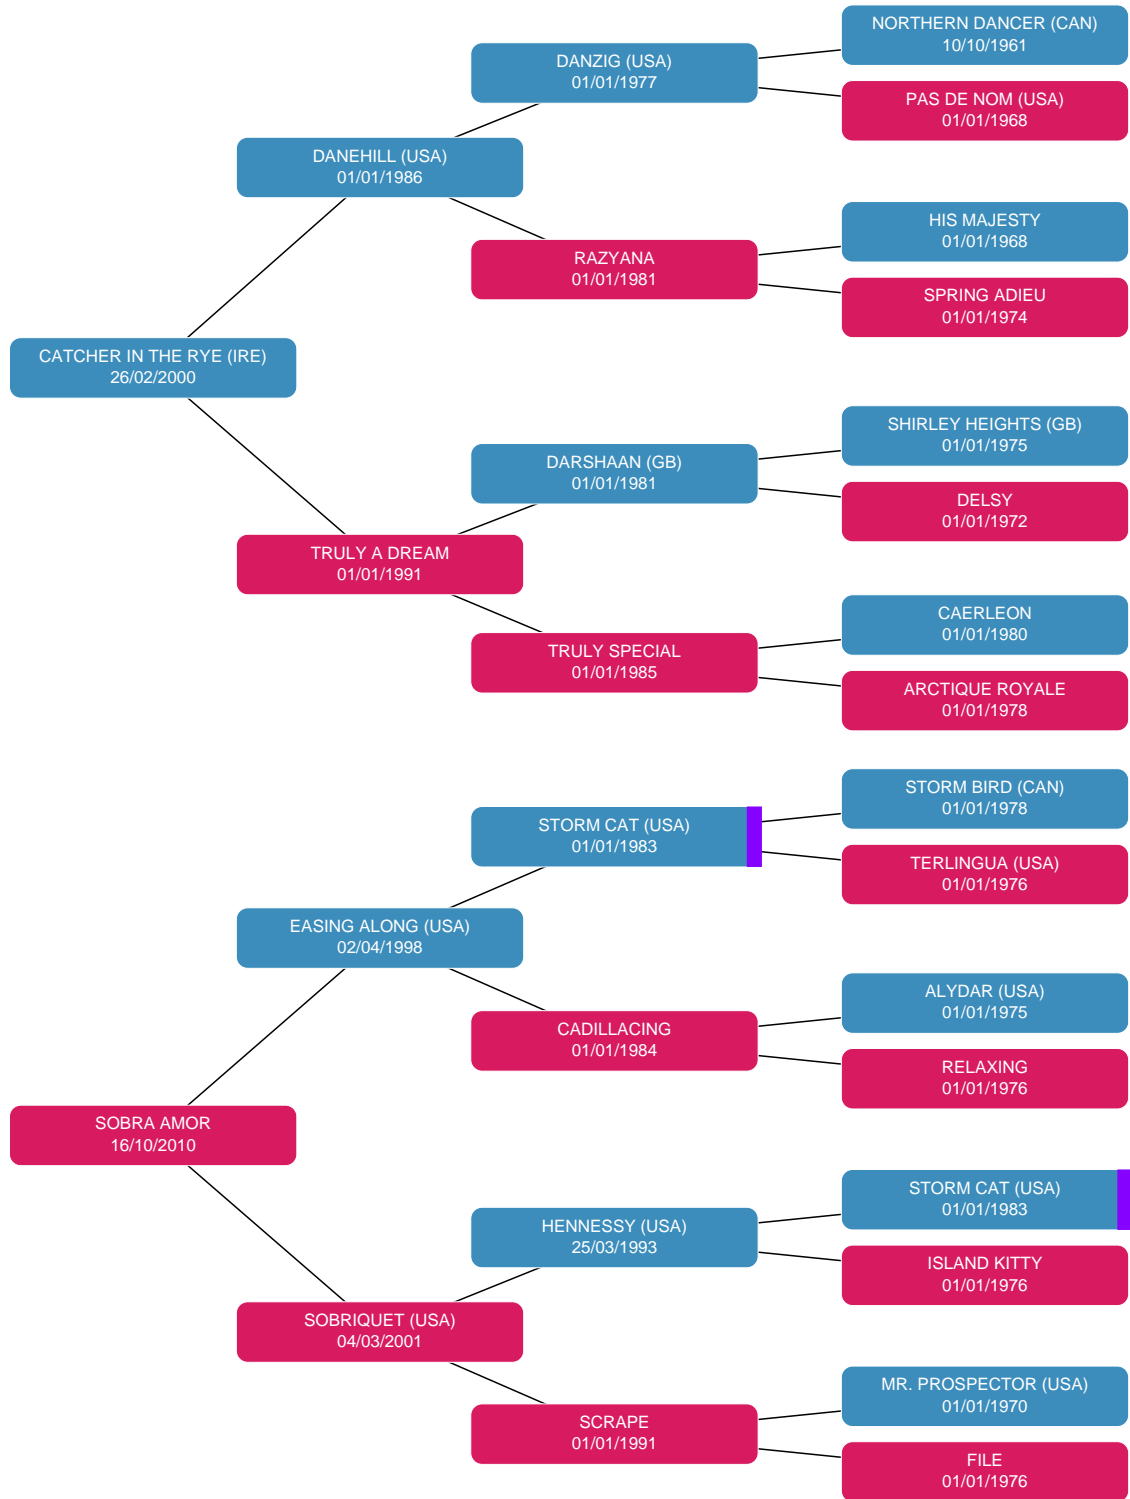 NORTHERN DANCER (CAN)
10/10/1961
DANZIG (USA)
01/01/1977
PAS DE NOM (USA)
01/01/1968
DANEHILL (USA)
01/01/1986
HIS MAJESTY
01/01/1968
RAZYANA
01/01/1981
SPRING ADIEU
01/01/1974
CATCHER IN THE RYE (IRE)
26/02/2000
SHIRLEY HEIGHTS (GB)
01/01/1975
DARSHAAN (GB)
01/01/1981
DELSY
01/01/1972
TRULY A DREAM
01/01/1991
CAERLEON
01/01/1980
TRULY SPECIAL
01/01/1985
ARCTIQUE ROYALE
01/01/1978
STORM BIRD (CAN)
01/01/1978
STORM CAT (USA)
01/01/1983
TERLINGUA (USA)
01/01/1976
EASING ALONG (USA)
02/04/1998
ALYDAR (USA)
01/01/1975
CADILLACING
01/01/1984
RELAXING
01/01/1976
SOBRA AMOR
16/10/2010
STORM CAT (USA)
01/01/1983
HENNESSY (USA)
25/03/1993
ISLAND KITTY
01/01/1976
SOBRIQUET (USA)
04/03/2001
MR. PROSPECTOR (USA)
01/01/1970
SCRAPE
01/01/1991
FILE
01/01/1976